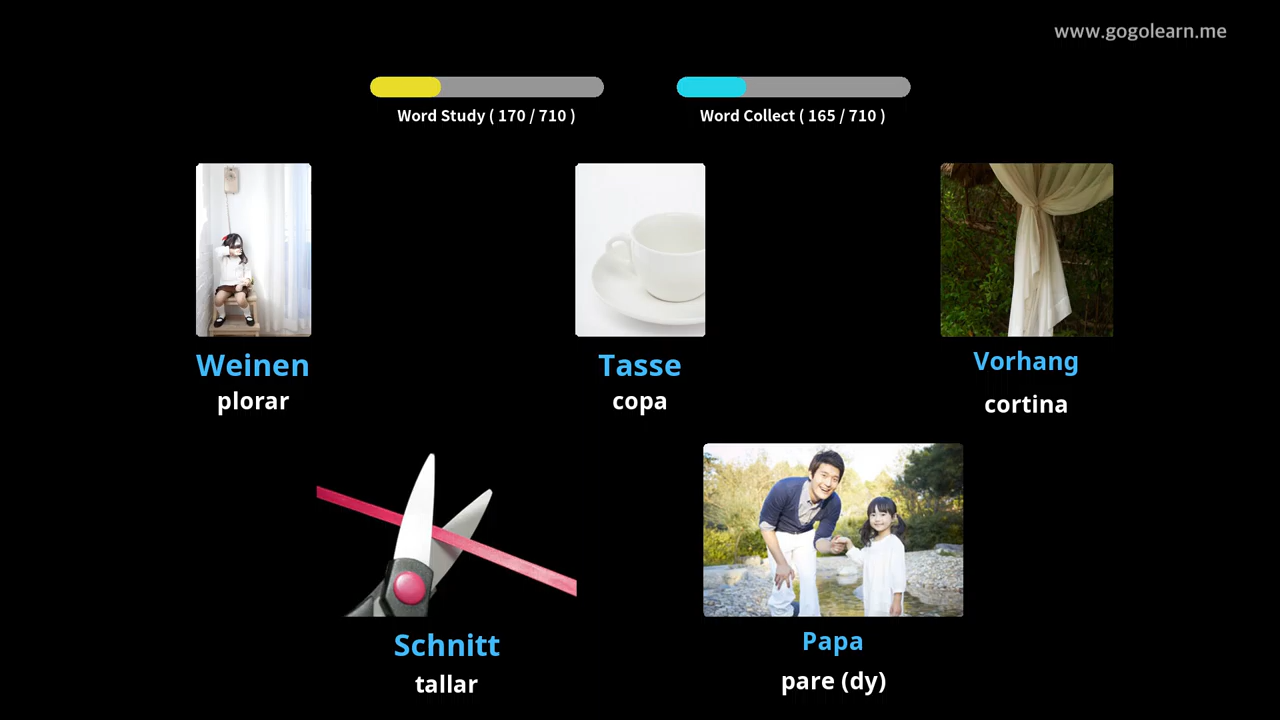 www.gogolearn.me
Word Study ( 170 / 710 )
Word Collect ( 165 / 710 )
Weinen
plorar
Tasse
copa
Vorhang
cortina
Schnitt
tallar
Papa
pare (dy)